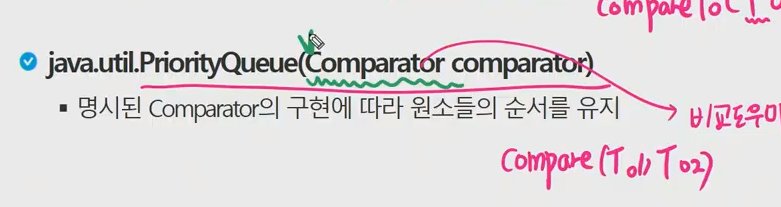 compareTo(T o
java.util.PriorityQueue(Comparator comparator)
▪ 명시된 Comparator의 구현에 따라 원소들의 순서를 유지
비교도우미
Compare(T o1, T o2)